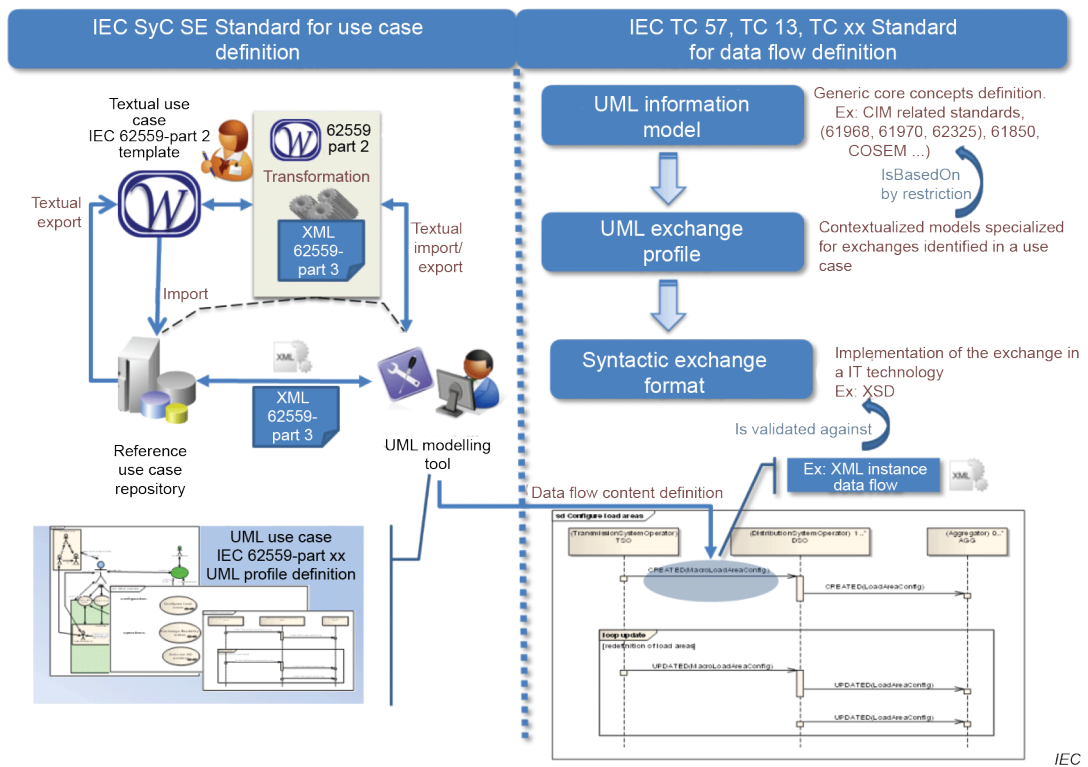 IEC SyC SE Standard for use case
definition
IEC TC 57, TC 13, TC xx Standard
for data flow definition
Textual use
case
IEC 62559-part 2
template
W
W
62559
part 2
Transformation
XML
62559-
part 3
Textual
export
Textual
import/
export
Import
XML
XML
62559-
part 3
Reference
use case
repository
UML modelling
tool
UML use case
IEC 62559-part xx
UML profile definition
UML information
model
Generic core concepts definition.
Ex: CIM related standards,
(61968, 61970, 62325), 61850,
COSEM ...)
IsBasedOn
by restriction
UML exchange
profile
Contextualized models specialized
for exchanges identified in a use
case
Syntactic exchange
format
Implementation of the exchange in
a IT technology
Ex: XSD
Is validated against
Ex: XML instance
data flow
XML
Data flow content definition
sd Configure load areas
(TransmissionSystemOperator)
TSO
(DistributionSystemOperator) 1..*
DSO
(Aggregator) 0..*
AGG
CREATED(MacroLoadAreaConfig)
CREATED(LoadAreaConfig)
loop update
[redefinition of load areas]
UPDATED(MacroLoadAreaConfig)
UPDATED(LoadAreaConfig)
UPDATED(LoadAreaConfig)
IEC